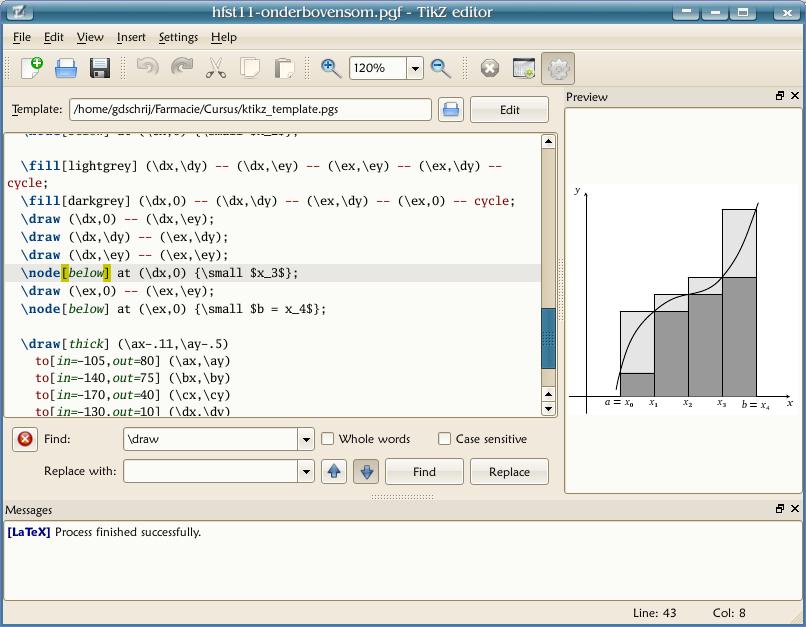 hfst11-onderbovensom.pgf - TikZ editor
File Edit View Insert Settings Help
120%
Template: /home/gdschrij/Farmacie/Cursus/ktikz_template.pgs Edit
\fill[lightgrey] (\dx,\dy) -- (\dx,\ey) -- (\ex,\ey) -- (\ex,\dy) --
cycle;
\fill[darkgrey] (\dx,0) -- (\dx,\dy) -- (\ex,\dy) -- (\ex,0) -- cycle;
\draw (\dx,0) -- (\dx,\ey);
\draw (\dx,\dy) -- (\ex,\dy);
\draw (\dx,\ey) -- (\ex,\ey);
\node[below] at (\dx,0) {\small $x_3$};
\draw (\ex,0) -- (\ex,\ey);
\node[below] at (\ex,0) {\small $b = x_4$};
\draw[thick] (\ax-.11,\ay-.5)
to[in=-105,out=80] (\ax,\ay)
to[in=-140,out=75] (\bx,\by)
to[in=-170,out=40] (\cx,\cy)
to[in=-130,out=10] (\dx,\dy)
Find: \draw Whole words Case sensitive
Replace with: Find Replace
Preview
y
a = x₀ x₁ x₂ x₃ b = x₄ x
Messages
[LaTeX] Process finished successfully.
Line: 43 Col: 8